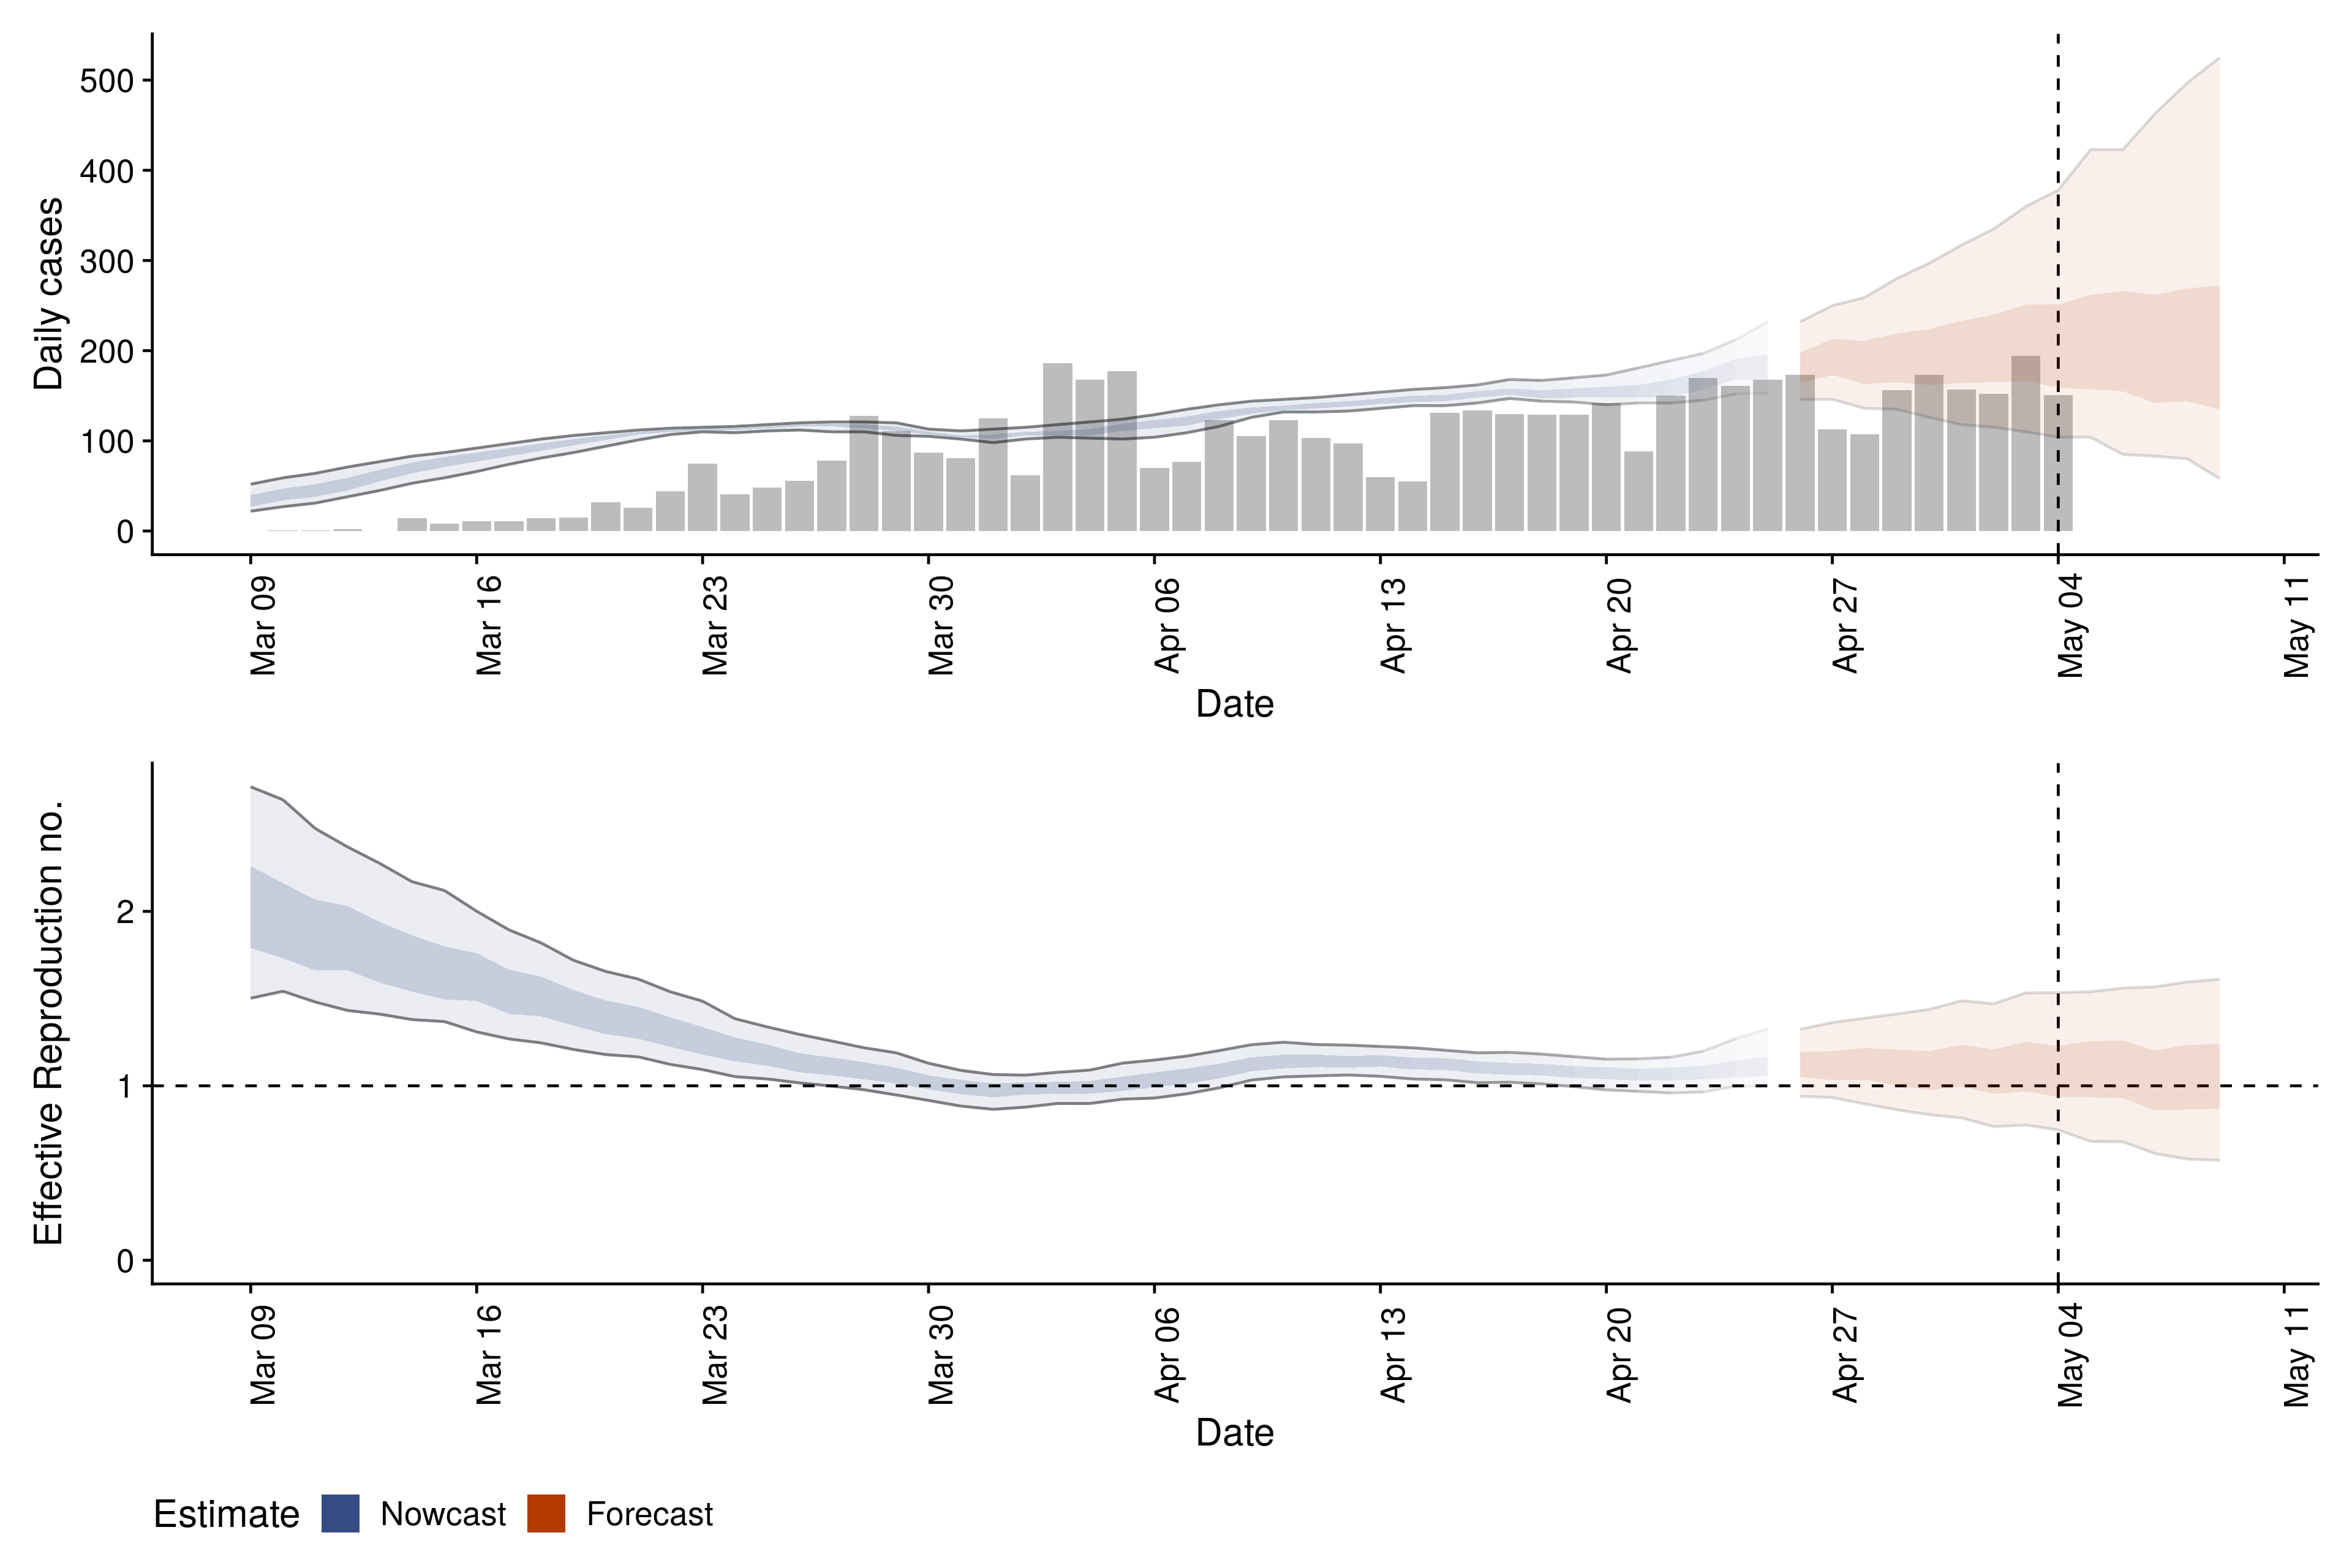 Daily cases
500
400
300
200
100
0
Mar 09
Mar 16
Mar 23
Mar 30
Apr 06
Apr 13
Apr 20
Apr 27
May 04
May 11
Date
Effective Reproduction no.
2
1
0
Mar 09
Mar 16
Mar 23
Mar 30
Apr 06
Apr 13
Apr 20
Apr 27
May 04
May 11
Date
Estimate Nowcast Forecast